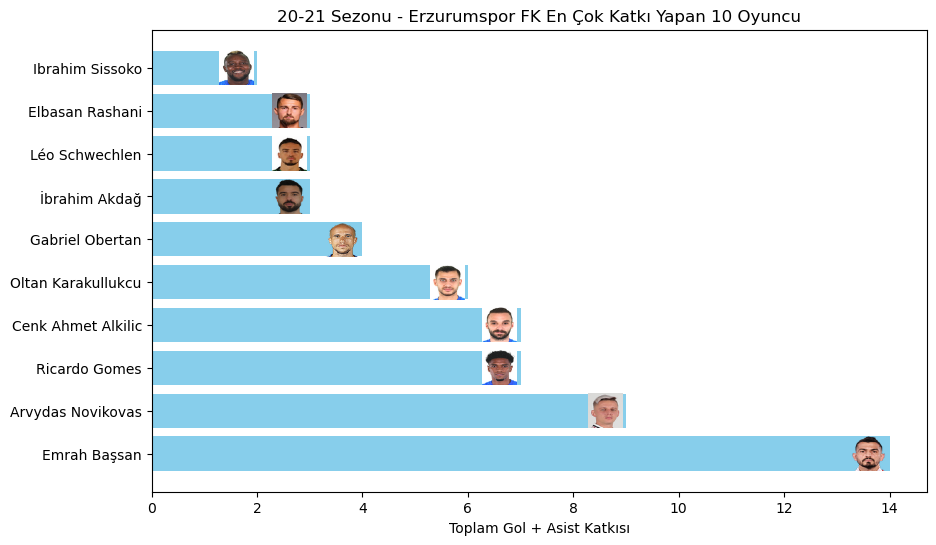 20-21 Sezonu - Erzurumspor FK En Çok Katkı Yapan 10 Oyuncu
Ibrahim Sissoko
Elbasan Rashani
Léo Schwechlen
İbrahim Akdağ
Gabriel Obertan
Oltan Karakullukcu
Cenk Ahmet Alkilic
Ricardo Gomes
Arvydas Novikovas
Emrah Başsan
0 2 4 6 8 10 12 14
Toplam Gol + Asist Katkısı